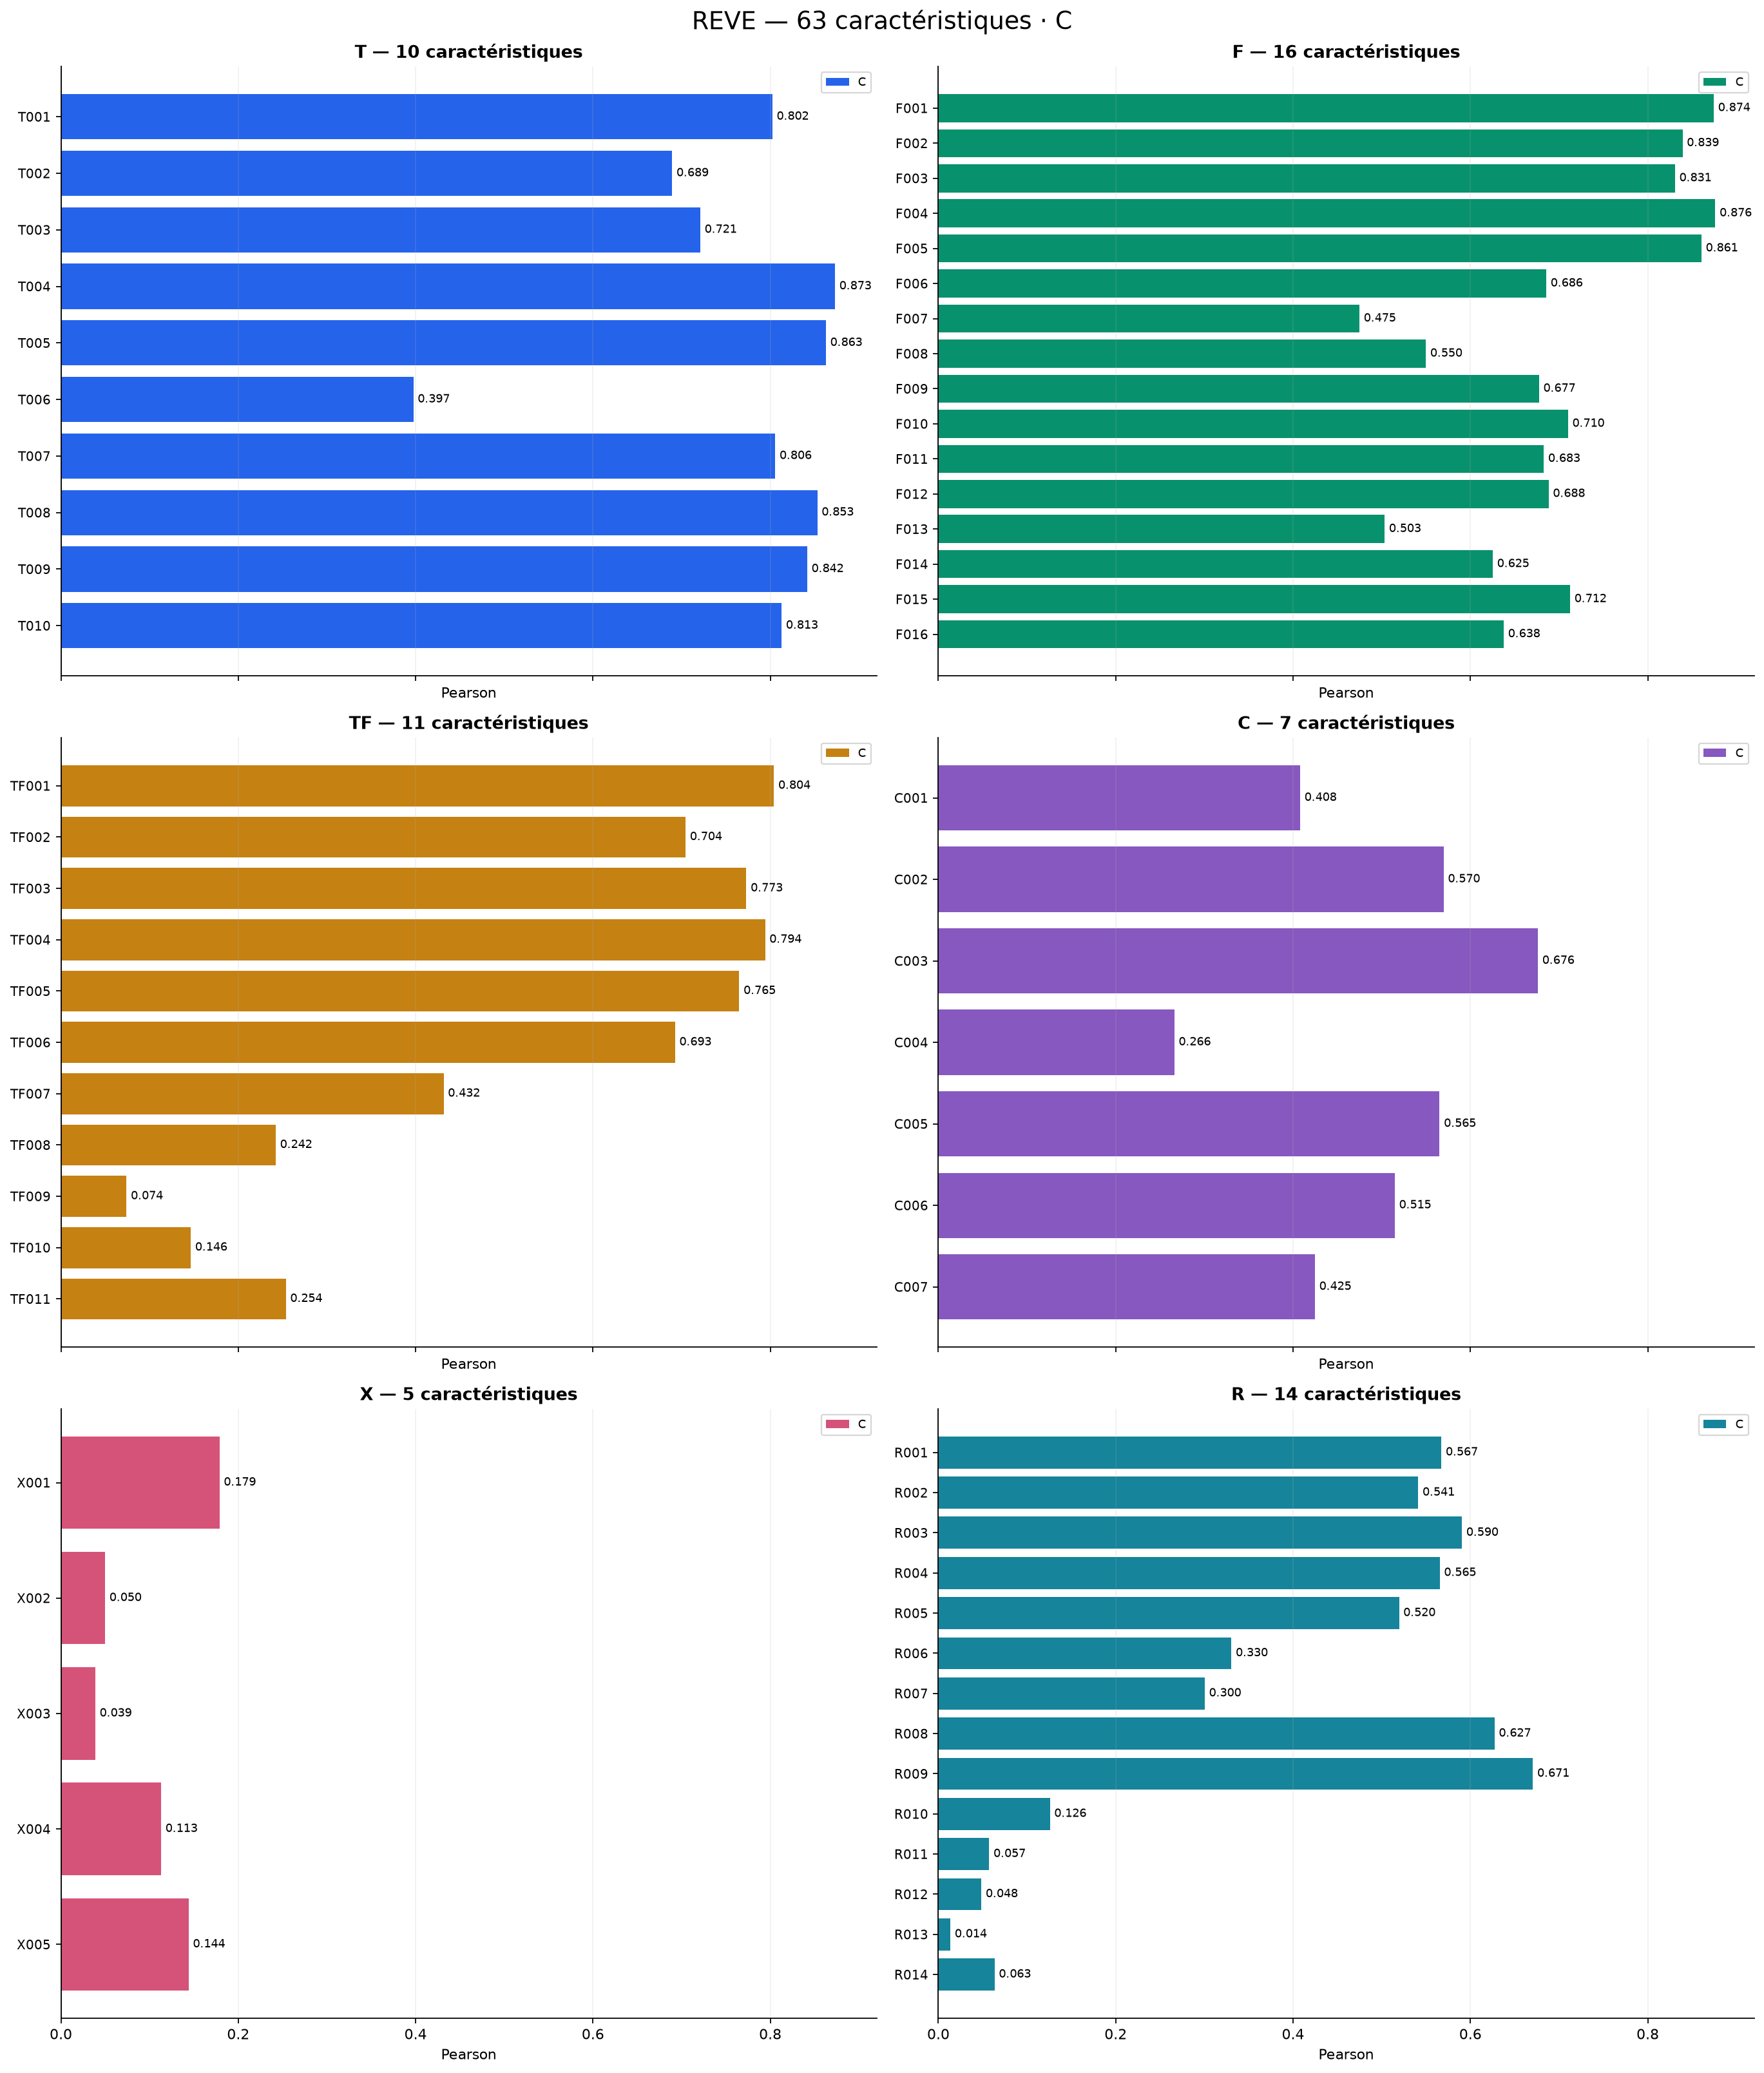 REVE — 63 caractéristiques · C
T — 10 caractéristiques
C
T001 0.802
T002 0.689
T003 0.721
T004 0.873
T005 0.863
T006 0.397
T007 0.806
T008 0.853
T009 0.842
T010 0.813
Pearson
F — 16 caractéristiques
C
F001 0.874
F002 0.839
F003 0.831
F004 0.876
F005 0.861
F006 0.686
F007 0.475
F008 0.550
F009 0.677
F010 0.710
F011 0.683
F012 0.688
F013 0.503
F014 0.625
F015 0.712
F016 0.638
Pearson
TF — 11 caractéristiques
C
TF001 0.804
TF002 0.704
TF003 0.773
TF004 0.794
TF005 0.765
TF006 0.693
TF007 0.432
TF008 0.242
TF009 0.074
TF010 0.146
TF011 0.254
Pearson
C — 7 caractéristiques
C
C001 0.408
C002 0.570
C003 0.676
C004 0.266
C005 0.565
C006 0.515
C007 0.425
Pearson
X — 5 caractéristiques
C
X001 0.179
X002 0.050
X003 0.039
X004 0.113
X005 0.144
0.0 0.2 0.4 0.6 0.8
Pearson
R — 14 caractéristiques
C
R001 0.567
R002 0.541
R003 0.590
R004 0.565
R005 0.520
R006 0.330
R007 0.300
R008 0.627
R009 0.671
R010 0.126
R011 0.057
R012 0.048
R013 0.014
R014 0.063
0.0 0.2 0.4 0.6 0.8
Pearson